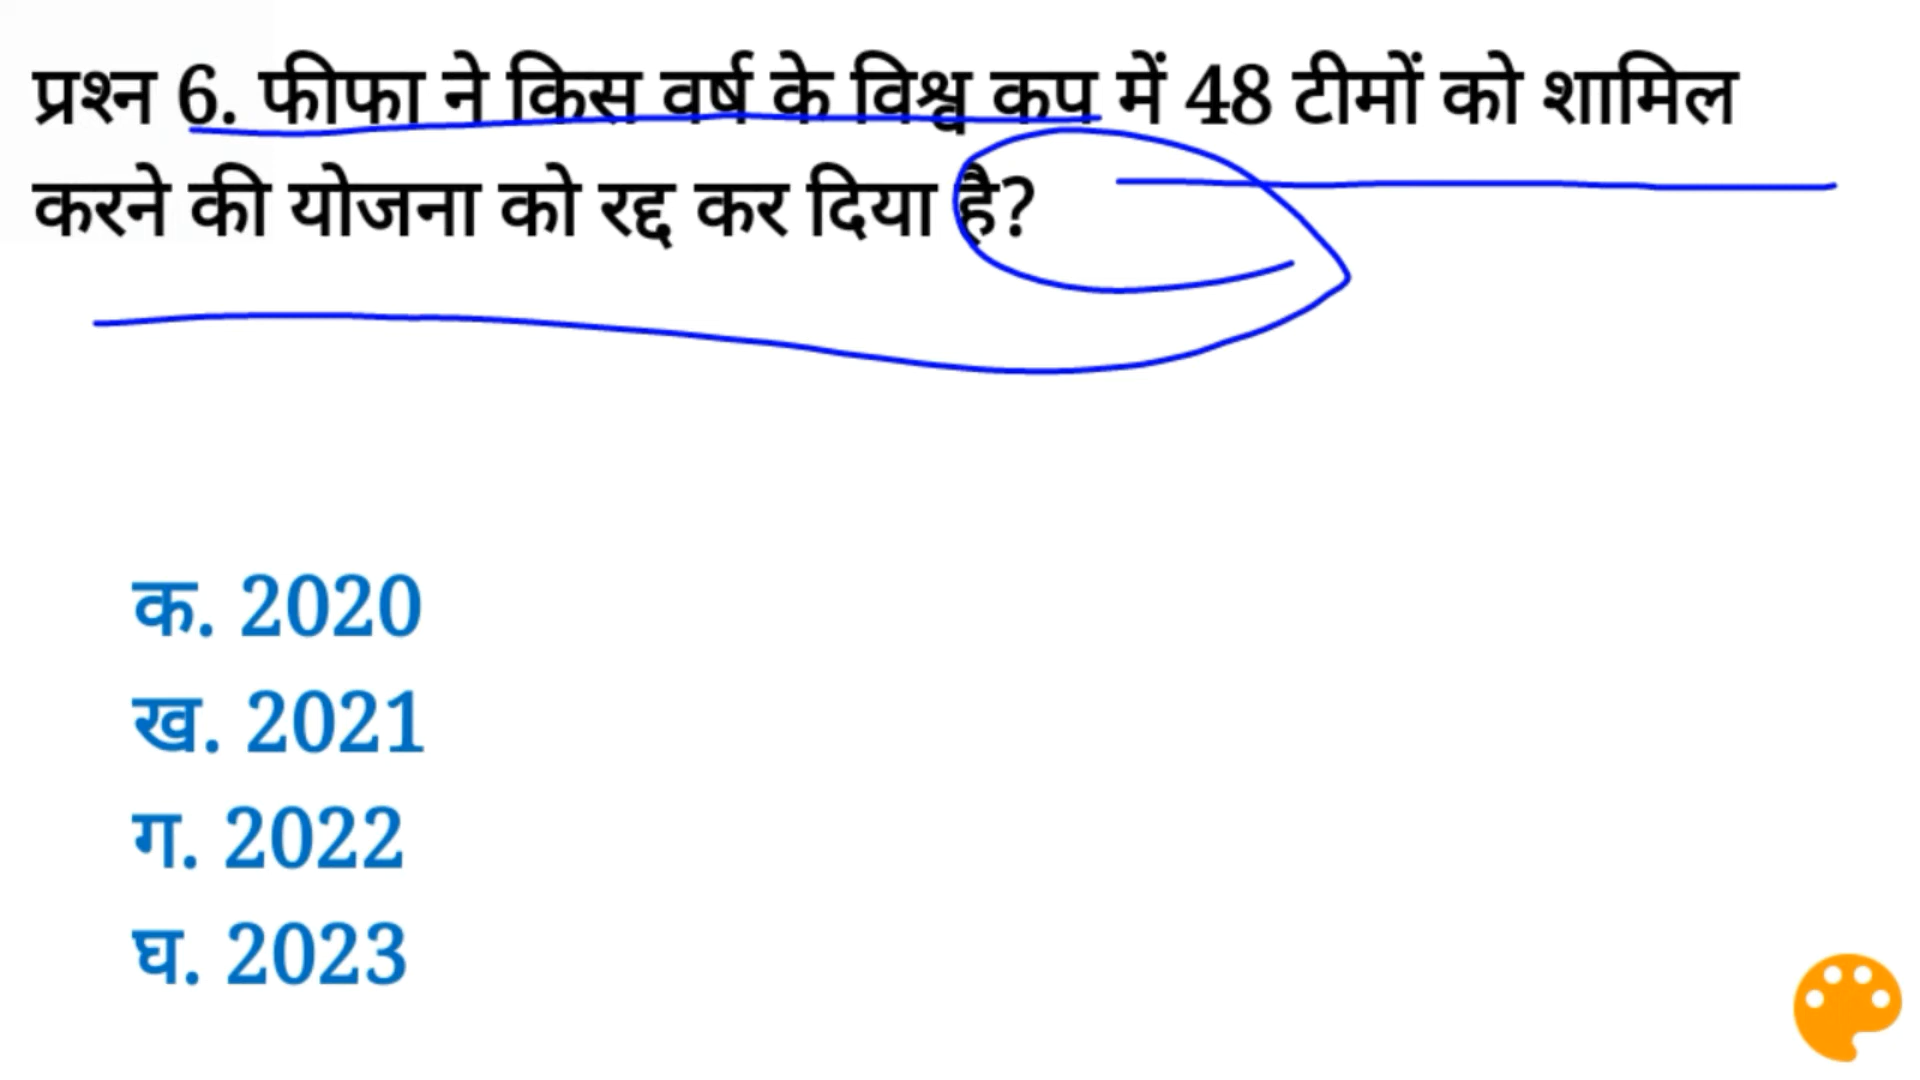 प्रश्न 6. फीफा ने किस वर्ष के विश्व कप में 48 टीमों को शामिल
करने की योजना को रद्द कर दिया है?
क. 2020
ख. 2021
ग. 2022
घ. 2023